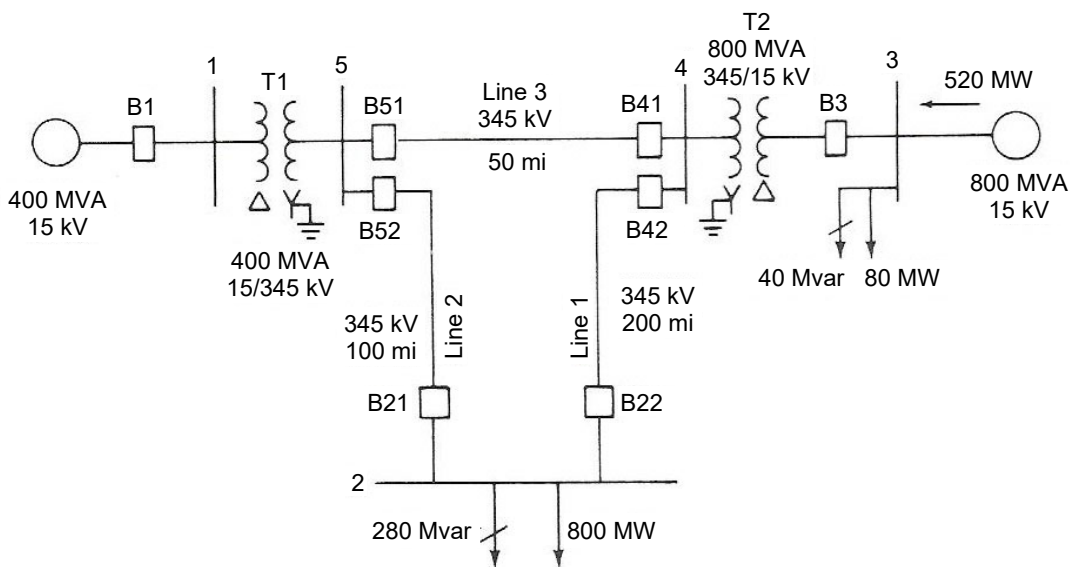 T2
800 MVA
345/15 kV
1
T1
5
4
3
B1
B51
Line 3
345 kV
B41
B3
520 MW
50 mi
400 MVA
15 kV
B52
B42
800 MVA
15 kV
400 MVA
15/345 kV
40 Mvar
80 MW
345 kV
100 mi
Line 2
Line 1
345 kV
200 mi
B21
B22
2
280 Mvar
800 MW